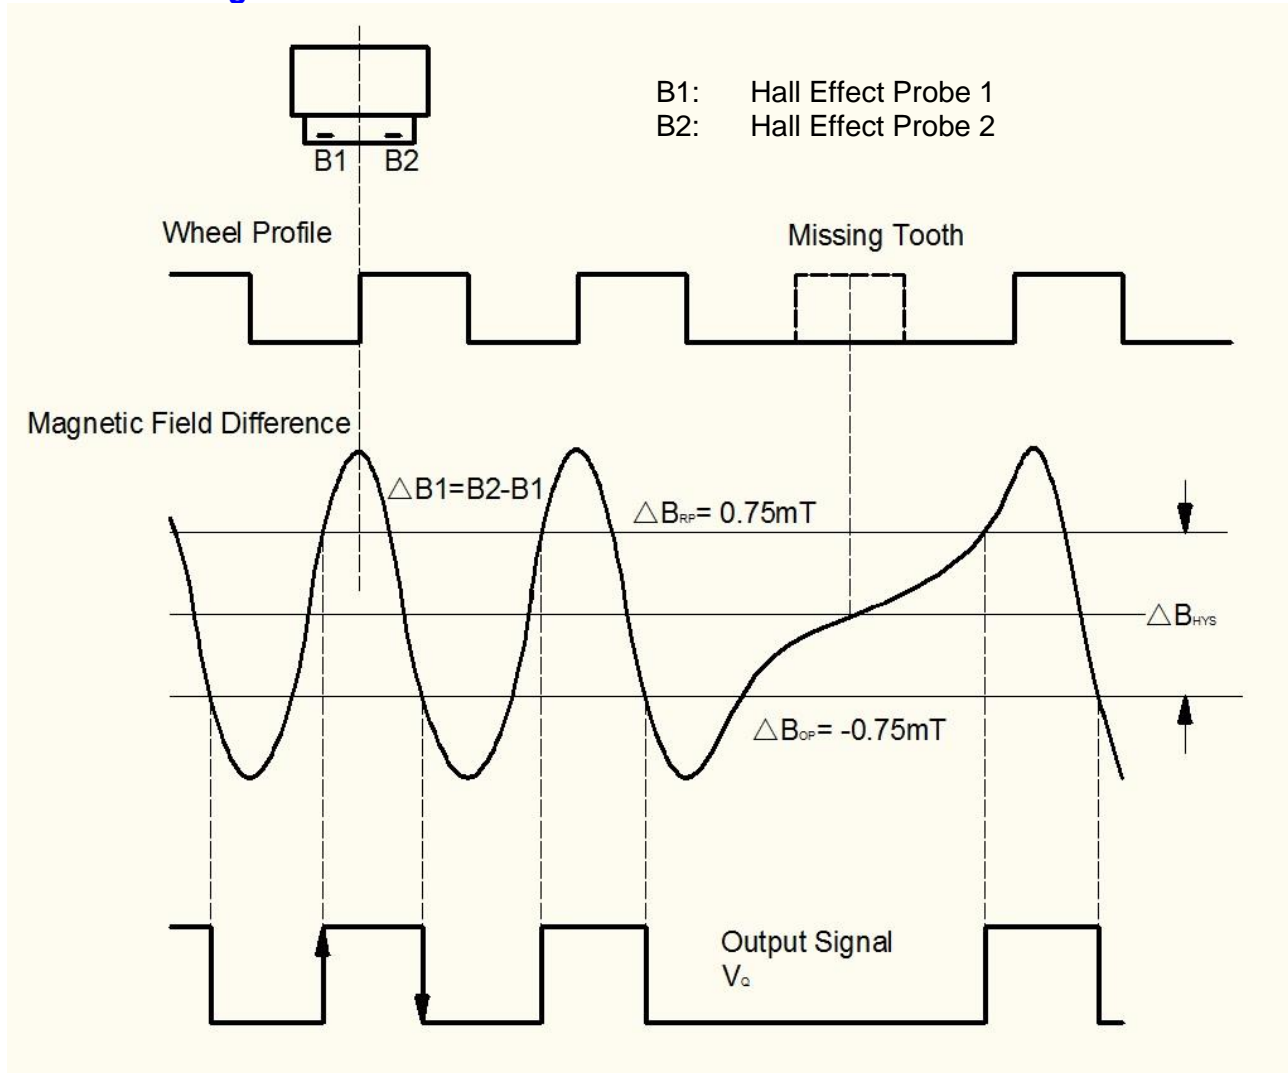 B1: Hall Effect Probe 1
B2: Hall Effect Probe 2
B1 B2
Wheel Profile
Missing Tooth
Magnetic Field Difference
△B1=B2-B1
△BRP= 0.75mT
△BHYS
△BOP= -0.75mT
Output Signal
VQ